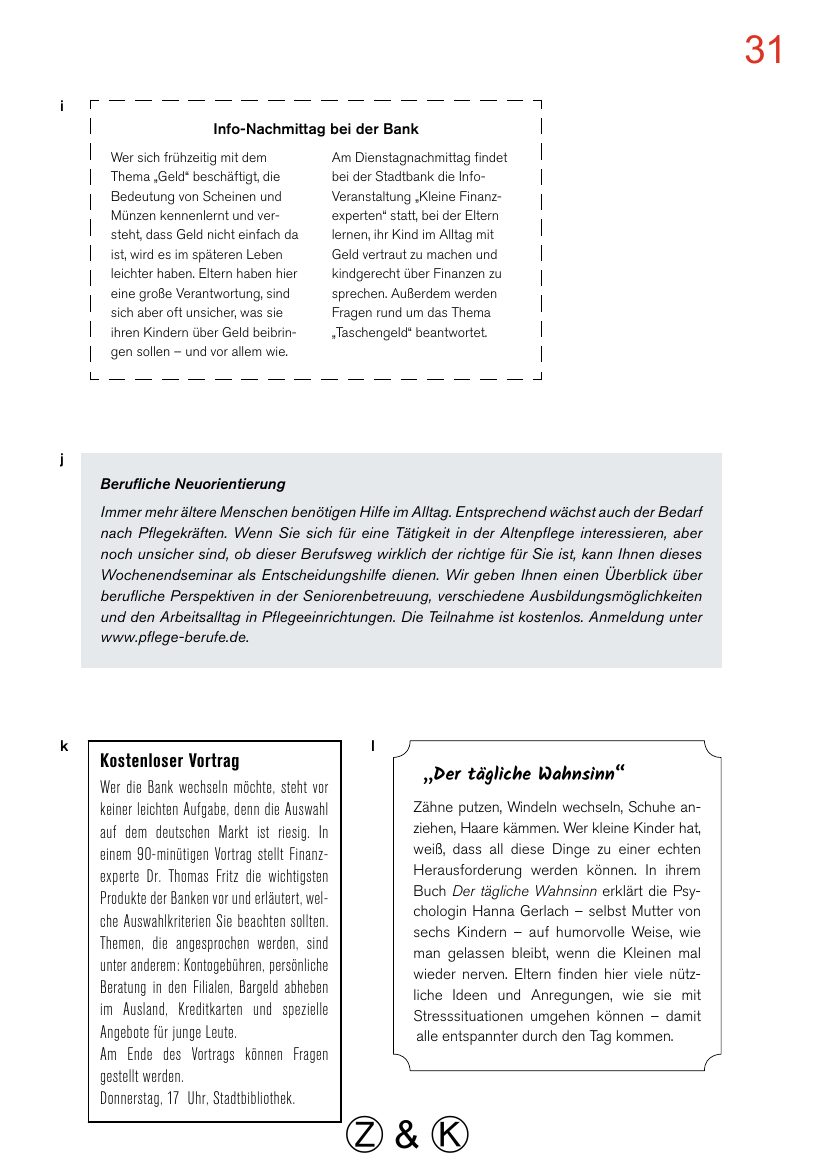 31
i
Info-Nachmittag bei der Bank
Wer sich frühzeitig mit dem
Thema „Geld“ beschäftigt, die
Bedeutung von Scheinen und
Münzen kennenlernt und ver-
steht, dass Geld nicht einfach da
ist, wird es im späteren Leben
leichter haben. Eltern haben hier
eine große Verantwortung, sind
sich aber oft unsicher, was sie
ihren Kindern über Geld beibrin-
gen sollen – und vor allem wie.
Am Dienstagnachmittag findet
bei der Stadtbank die Info-
Veranstaltung „Kleine Finanz-
experten“ statt, bei der Eltern
lernen, ihr Kind im Alltag mit
Geld vertraut zu machen und
kindgerecht über Finanzen zu
sprechen. Außerdem werden
Fragen rund um das Thema
„Taschengeld“ beantwortet.
j
Berufliche Neuorientierung
Immer mehr ältere Menschen benötigen Hilfe im Alltag. Entsprechend wächst auch der Bedarf
nach Pflegekräften. Wenn Sie sich für eine Tätigkeit in der Altenpflege interessieren, aber
noch unsicher sind, ob dieser Berufsweg wirklich der richtige für Sie ist, kann Ihnen dieses
Wochenendseminar als Entscheidungshilfe dienen. Wir geben Ihnen einen Überblick über
berufliche Perspektiven in der Seniorenbetreuung, verschiedene Ausbildungsmöglichkeiten
und den Arbeitsalltag in Pflegeeinrichtungen. Die Teilnahme ist kostenlos. Anmeldung unter
www.pflege-berufe.de.
k
Kostenloser Vortrag
Wer die Bank wechseln möchte, steht vor
keiner leichten Aufgabe, denn die Auswahl
auf dem deutschen Markt ist riesig. In
einem 90-minütigen Vortrag stellt Finanz-
experte Dr. Thomas Fritz die wichtigsten
Produkte der Banken vor und erläutert, wel-
che Auswahlkriterien Sie beachten sollten.
Themen, die angesprochen werden, sind
unter anderem: Kontogebühren, persönliche
Beratung in den Filialen, Bargeld abheben
im Ausland, Kreditkarten und spezielle
Angebote für junge Leute.
Am Ende des Vortrags können Fragen
gestellt werden.
Donnerstag, 17 Uhr, Stadtbibliothek.
l
„Der tägliche Wahnsinn“
Zähne putzen, Windeln wechseln, Schuhe an-
ziehen, Haare kämmen. Wer kleine Kinder hat,
weiß, dass all diese Dinge zu einer echten
Herausforderung werden können. In ihrem
Buch Der tägliche Wahnsinn erklärt die Psy-
chologin Hanna Gerlach – selbst Mutter von
sechs Kindern – auf humorvolle Weise, wie
man gelassen bleibt, wenn die Kleinen mal
wieder nerven. Eltern finden hier viele nütz-
liche Ideen und Anregungen, wie sie mit
Stresssituationen umgehen können – damit
alle entspannter durch den Tag kommen.
Z & K